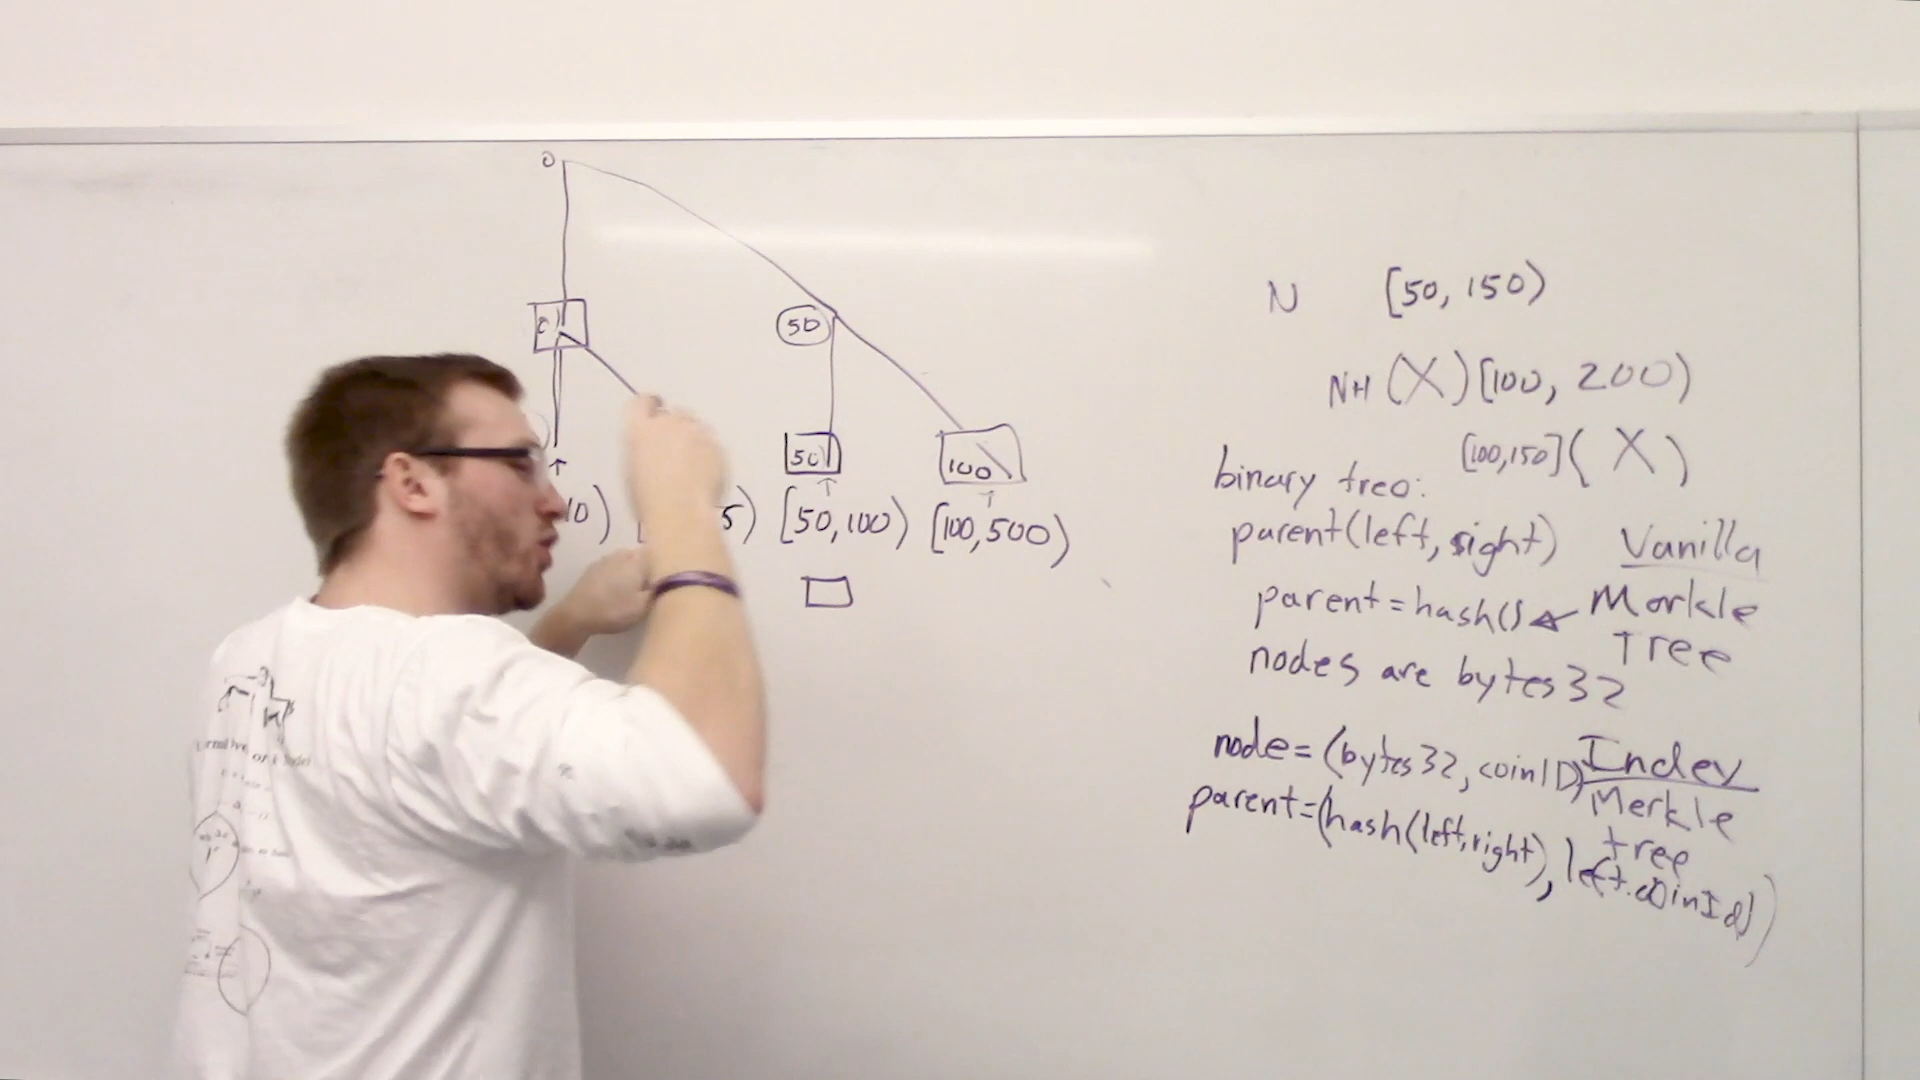 0
0
50
50
100
10)
5)
[50,100)
[100,500)
N [50, 150)
NH (X) [100, 200)
[100,150] (X)
binary tree:
parent(left, right)
parent = hash()
nodes are bytes32
Vanilla
Merkle
Tree
node = (bytes32, coinID)
parent = (hash(left,right), left.coinId)
Index
Merkle
tree